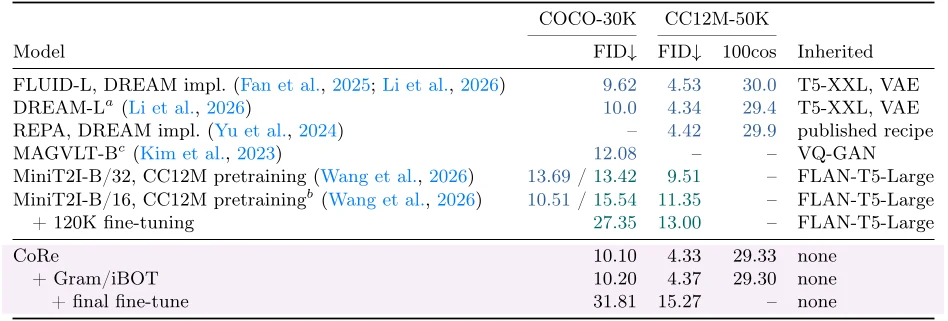 COCO-30K CC12M-50K
Model FID↓ FID↓ 100cos Inherited
FLUID-L, DREAM impl. (Fan et al., 2025; Li et al., 2026) 9.62 4.53 30.0 T5-XXL, VAE
DREAM-Lᵃ (Li et al., 2026) 10.0 4.34 29.4 T5-XXL, VAE
REPA, DREAM impl. (Yu et al., 2024) – 4.42 29.9 published recipe
MAGVLT-Bᶜ (Kim et al., 2023) 12.08 – – VQ-GAN
MiniT2I-B/32, CC12M pretraining (Wang et al., 2026) 13.69 / 13.42 9.51 – FLAN-T5-Large
MiniT2I-B/16, CC12M pretrainingᵇ (Wang et al., 2026) 10.51 / 15.54 11.35 – FLAN-T5-Large
+ 120K fine-tuning 27.35 13.00 – FLAN-T5-Large
CoRe 10.10 4.33 29.33 none
+ Gram/iBOT 10.20 4.37 29.30 none
+ final fine-tune 31.81 15.27 – none